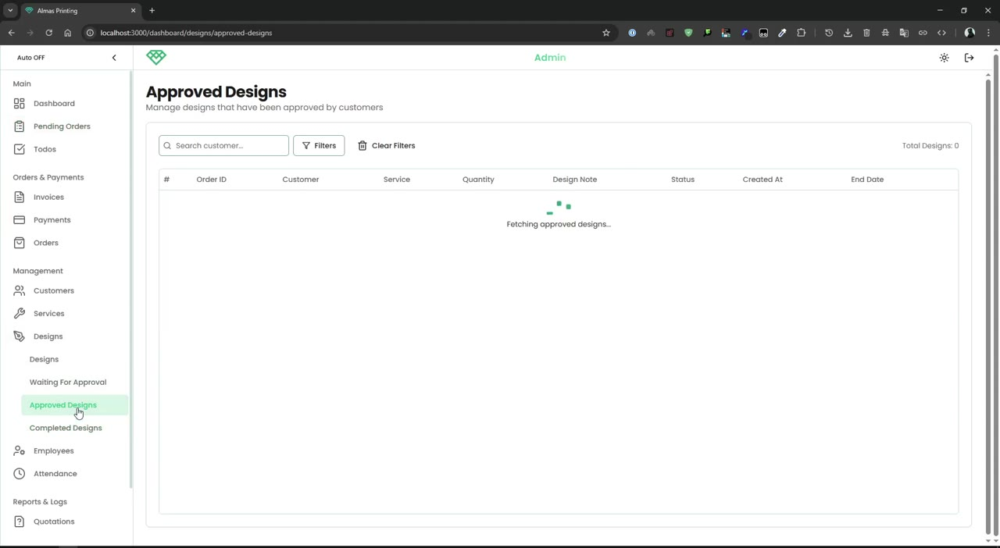 Almas Printing
localhost:3000/dashboard/designs/approved-designs
Auto OFF
Admin
Main
Dashboard
Pending Orders
Todos
Orders & Payments
Invoices
Payments
Orders
Management
Customers
Services
Designs
Designs
Waiting For Approval
Approved Designs
Completed Designs
Employees
Attendance
Reports & Logs
Quotations
Approved Designs
Manage designs that have been approved by customers
Search customer...
Filters
Clear Filters
Total Designs: 0
# Order ID Customer Service Quantity Design Note Status Created At End Date
Fetching approved designs...